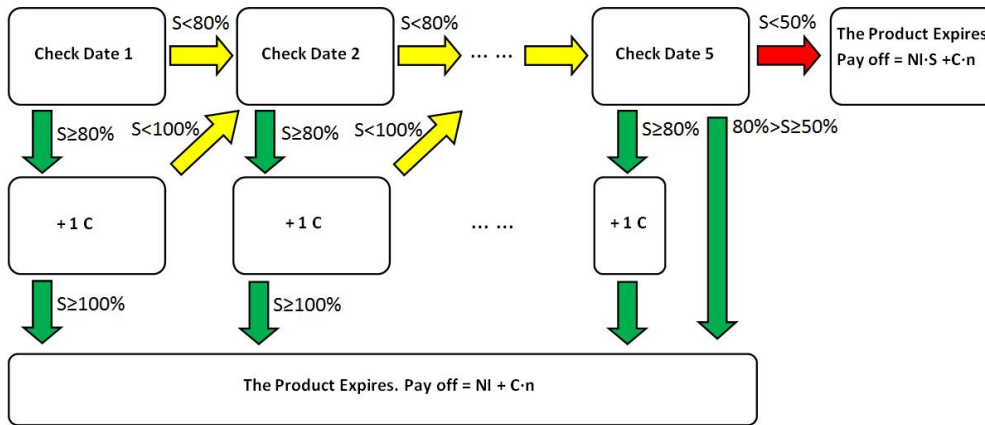 S<80%
S<80%
S<50%
Check Date 1
Check Date 2
... ...
Check Date 5
The Product Expires
Pay off = NI·S +C·n
S≥80%
S<100%
S≥80%
S<100%
S≥80%
80%>S≥50%
+ 1 C
+ 1 C
... ...
+ 1 C
S≥100%
S≥100%
The Product Expires. Pay off = NI + C·n